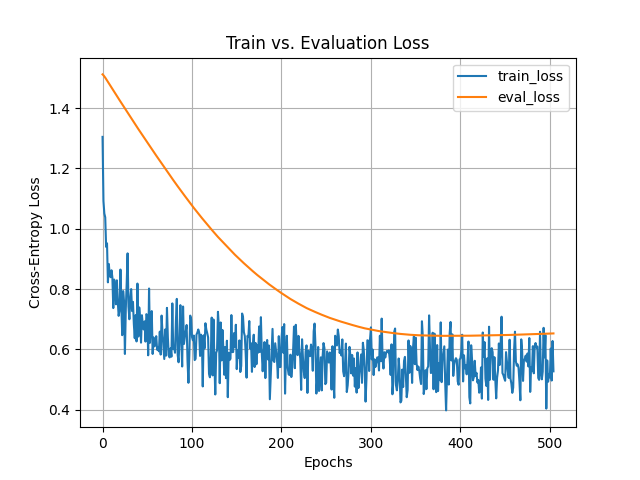 Train vs. Evaluation Loss
train_loss
eval_loss
Cross-Entropy Loss
1.4
1.2
1.0
0.8
0.6
0.4
0 100 200 300 400 500
Epochs